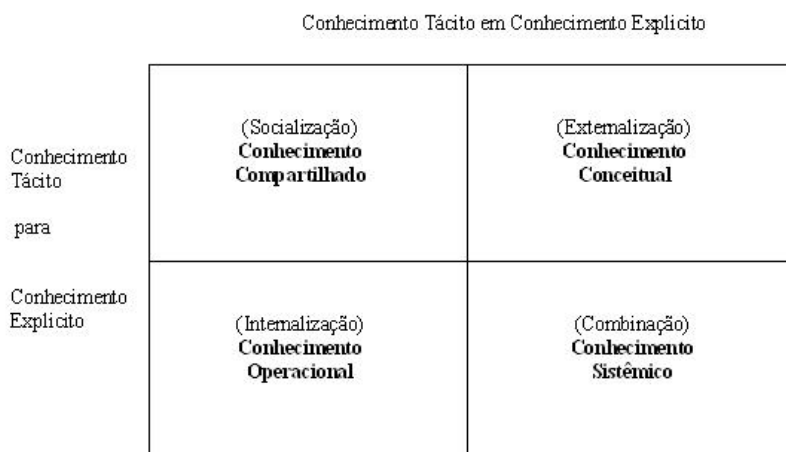 Conhecimento Tácito em Conhecimento Explicito
Conhecimento
Tácito
para
Conhecimento
Explicito
(Socialização)
Conhecimento
Compartilhado
(Externalização)
Conhecimento
Conceitual
(Internalização)
Conhecimento
Operacional
(Combinação)
Conhecimento
Sistêmico